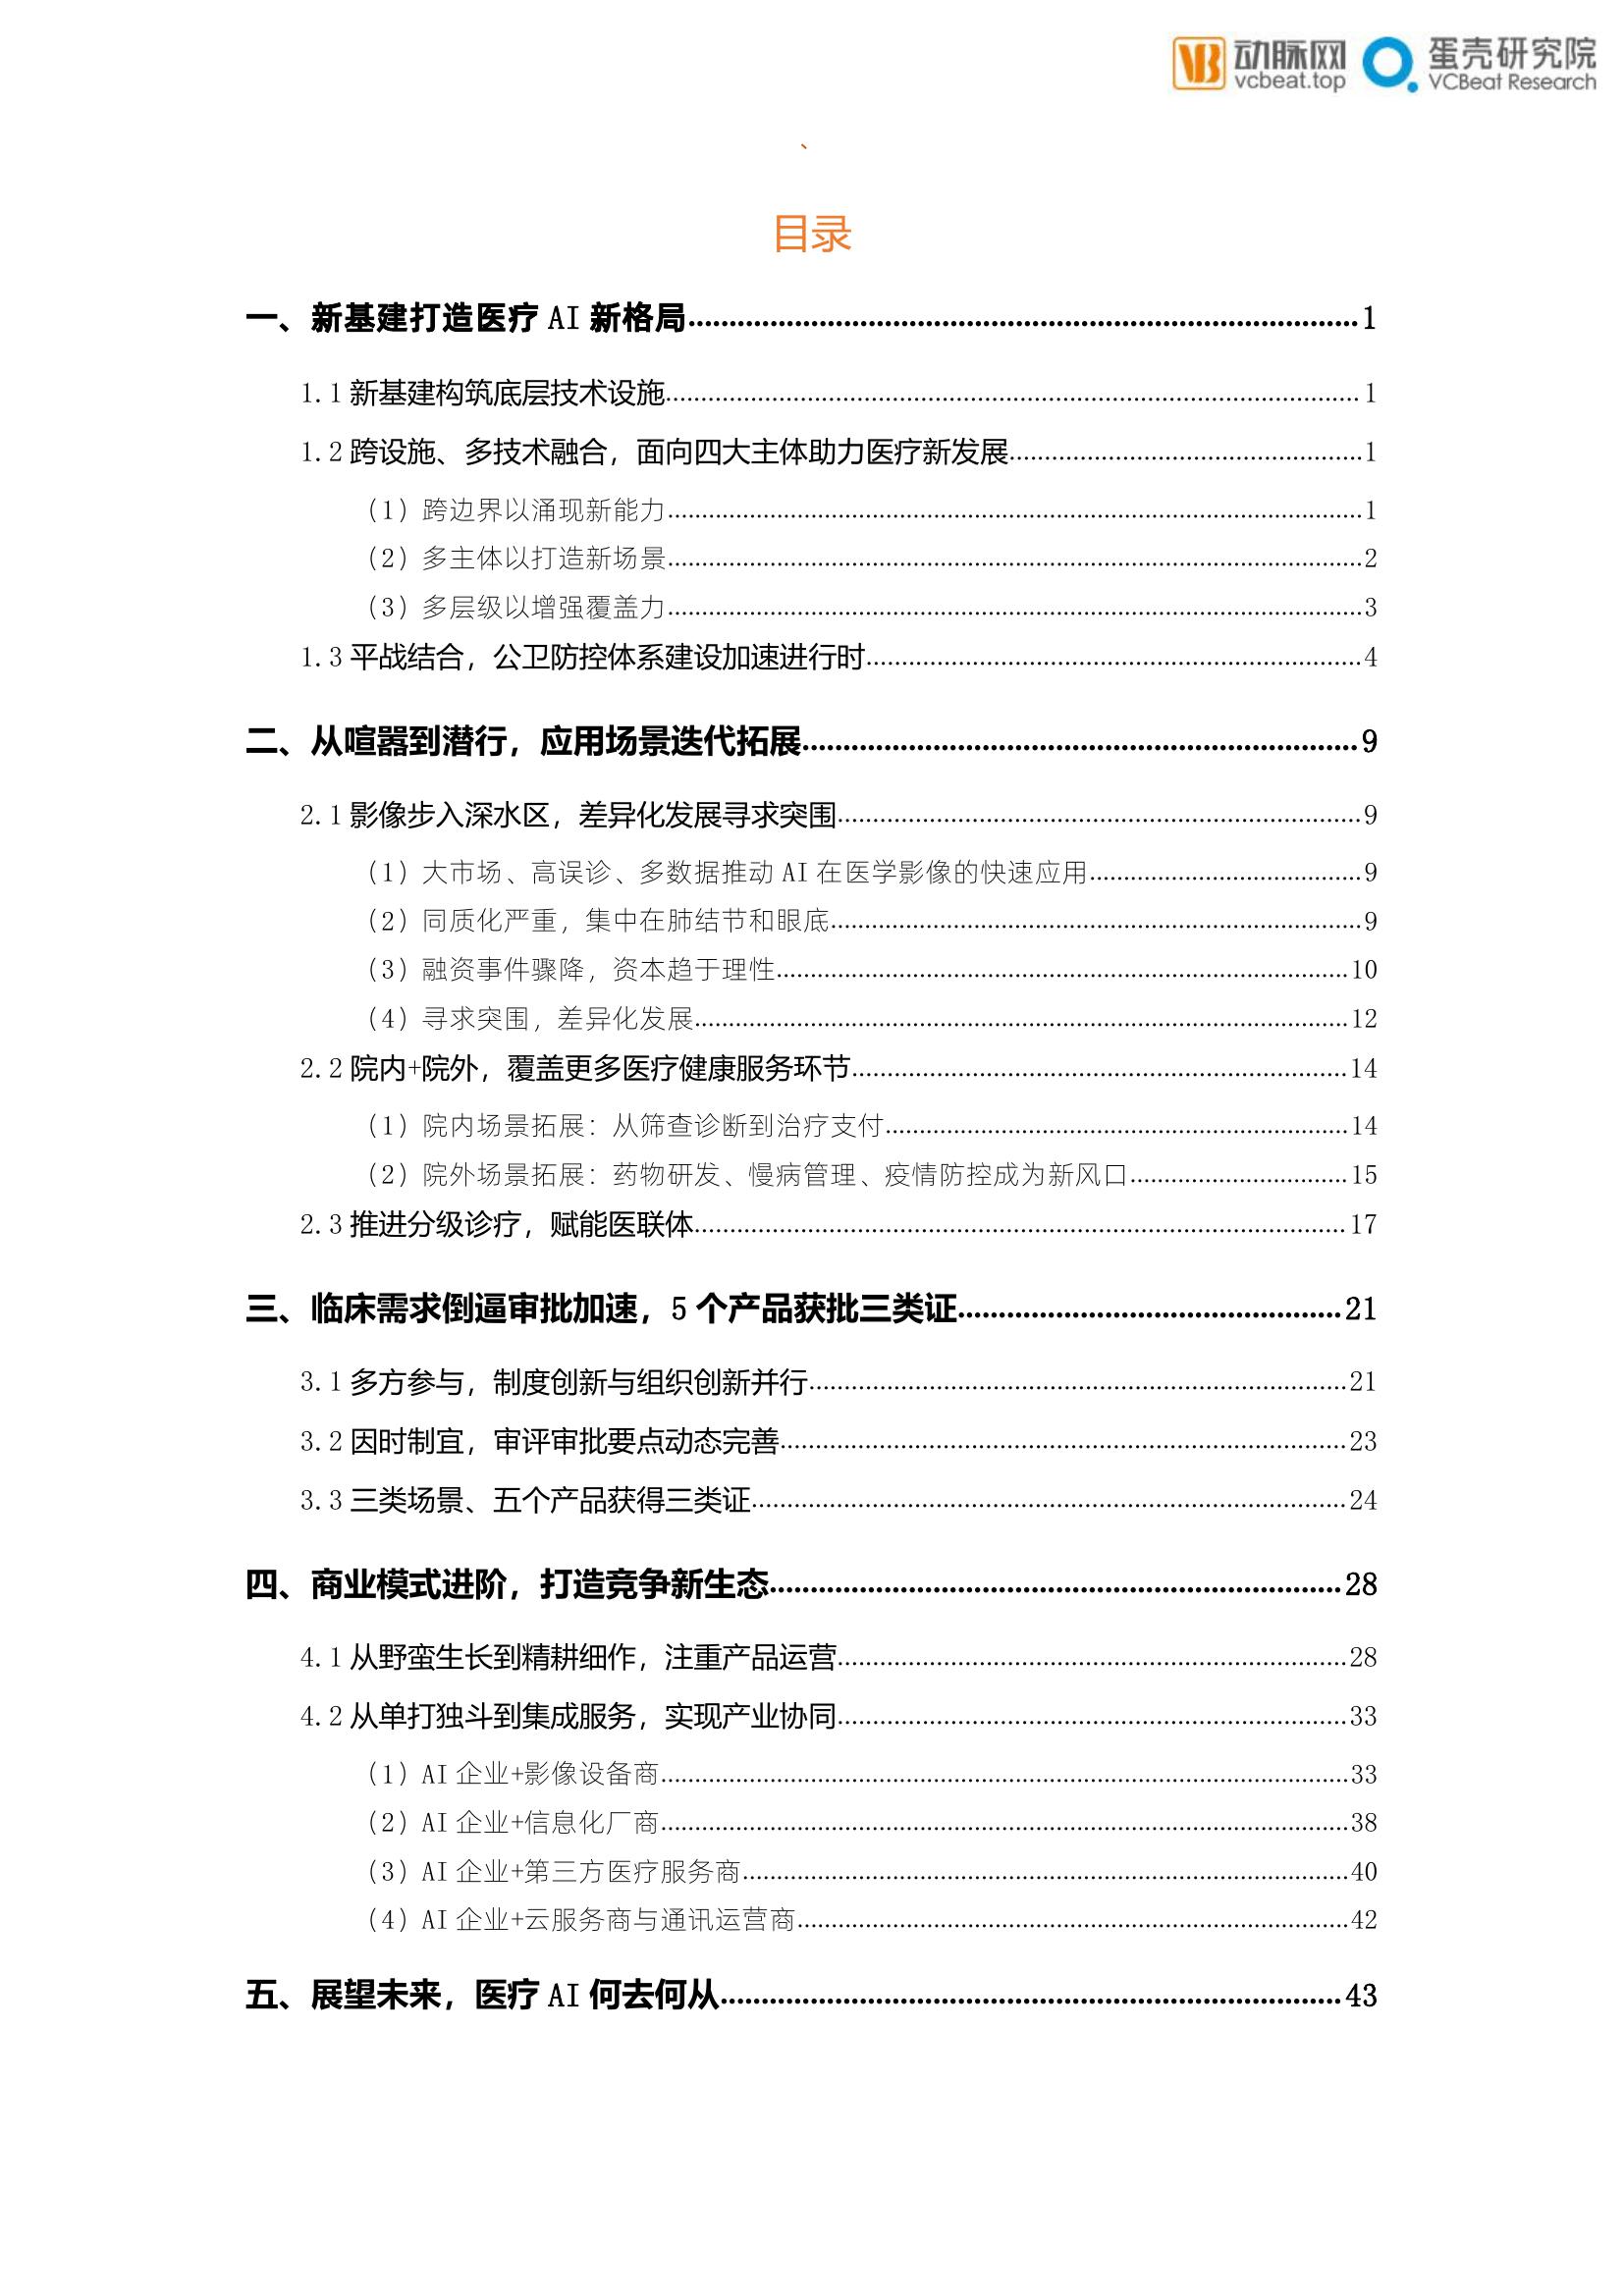 动脉网 蛋壳研究院
vcbeat.top VCBeat Research
、
目录
一、新基建打造医疗 AI 新格局 1
1.1 新基建构筑底层技术设施 1
1.2 跨设施、多技术融合，面向四大主体助力医疗新发展 1
（1）跨边界以涌现新能力 1
（2）多主体以打造新场景 2
（3）多层级以增强覆盖力 3
1.3 平战结合，公卫防控体系建设加速进行时 4
二、从喧嚣到潜行，应用场景迭代拓展 9
2.1 影像步入深水区，差异化发展寻求突围 9
（1）大市场、高误诊、多数据推动 AI 在医学影像的快速应用 9
（2）同质化严重，集中在肺结节和眼底 9
（3）融资事件骤降，资本趋于理性 10
（4）寻求突围，差异化发展 12
2.2 院内+院外，覆盖更多医疗健康服务环节 14
（1）院内场景拓展：从筛查诊断到治疗支付 14
（2）院外场景拓展：药物研发、慢病管理、疫情防控成为新风口 15
2.3 推进分级诊疗，赋能医联体 17
三、临床需求倒逼审批加速，5 个产品获批三类证 21
3.1 多方参与，制度创新与组织创新并行 21
3.2 因时制宜，审评审批要点动态完善 23
3.3 三类场景、五个产品获得三类证 24
四、商业模式进阶，打造竞争新生态 28
4.1 从野蛮生长到精耕细作，注重产品运营 28
4.2 从单打独斗到集成服务，实现产业协同 33
（1）AI 企业+影像设备商 33
（2）AI 企业+信息化厂商 38
（3）AI 企业+第三方医疗服务商 40
（4）AI 企业+云服务商与通讯运营商 42
五、展望未来，医疗 AI 何去何从 43